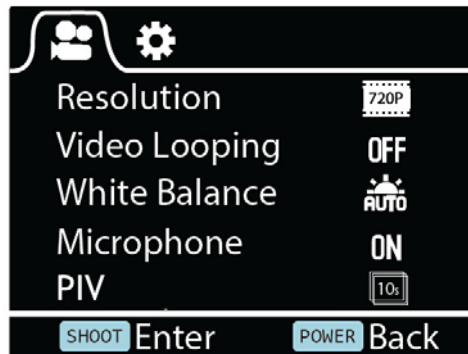 Resolution 720P
Video Looping OFF
White Balance AUTO
Microphone ON
PIV 10s
SHOOT Enter POWER Back